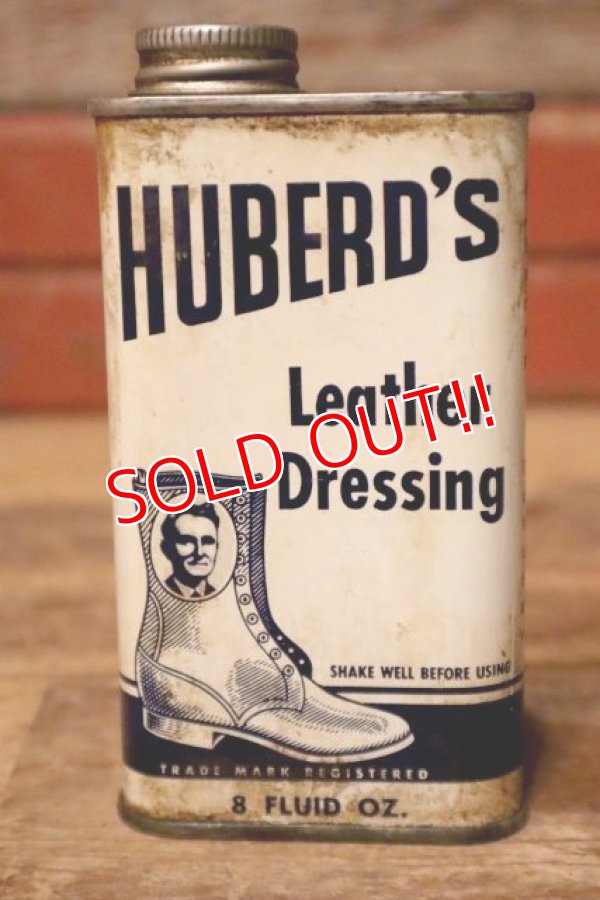 HUBERD'S
Leather
Dressing
SOLD OUT!!
SHAKE WELL BEFORE USING
TRADE MARK REGISTERED
8 FLUID OZ.